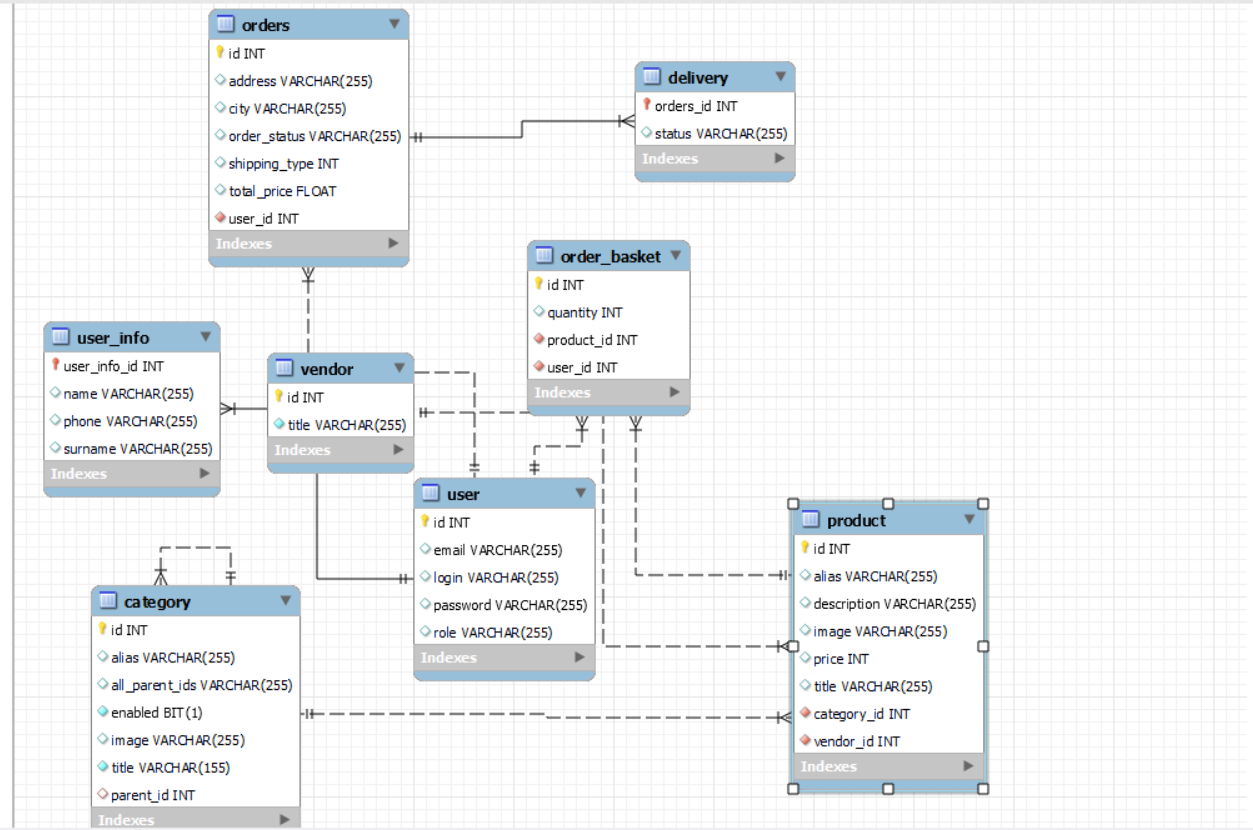 orders
id INT
address VARCHAR(255)
city VARCHAR(255)
order_status VARCHAR(255)
shipping_type INT
total_price FLOAT
user_id INT
Indexes
delivery
orders_id INT
status VARCHAR(255)
Indexes
order_basket
id INT
quantity INT
product_id INT
user_id INT
Indexes
user_info
user_info_id INT
name VARCHAR(255)
phone VARCHAR(255)
surname VARCHAR(255)
Indexes
vendor
id INT
title VARCHAR(255)
Indexes
user
id INT
email VARCHAR(255)
login VARCHAR(255)
password VARCHAR(255)
role VARCHAR(255)
Indexes
product
id INT
alias VARCHAR(255)
description VARCHAR(255)
image VARCHAR(255)
price INT
title VARCHAR(255)
category_id INT
vendor_id INT
Indexes
category
id INT
alias VARCHAR(255)
all_parent_ids VARCHAR(255)
enabled BIT(1)
image VARCHAR(255)
title VARCHAR(155)
parent_id INT
Indexes